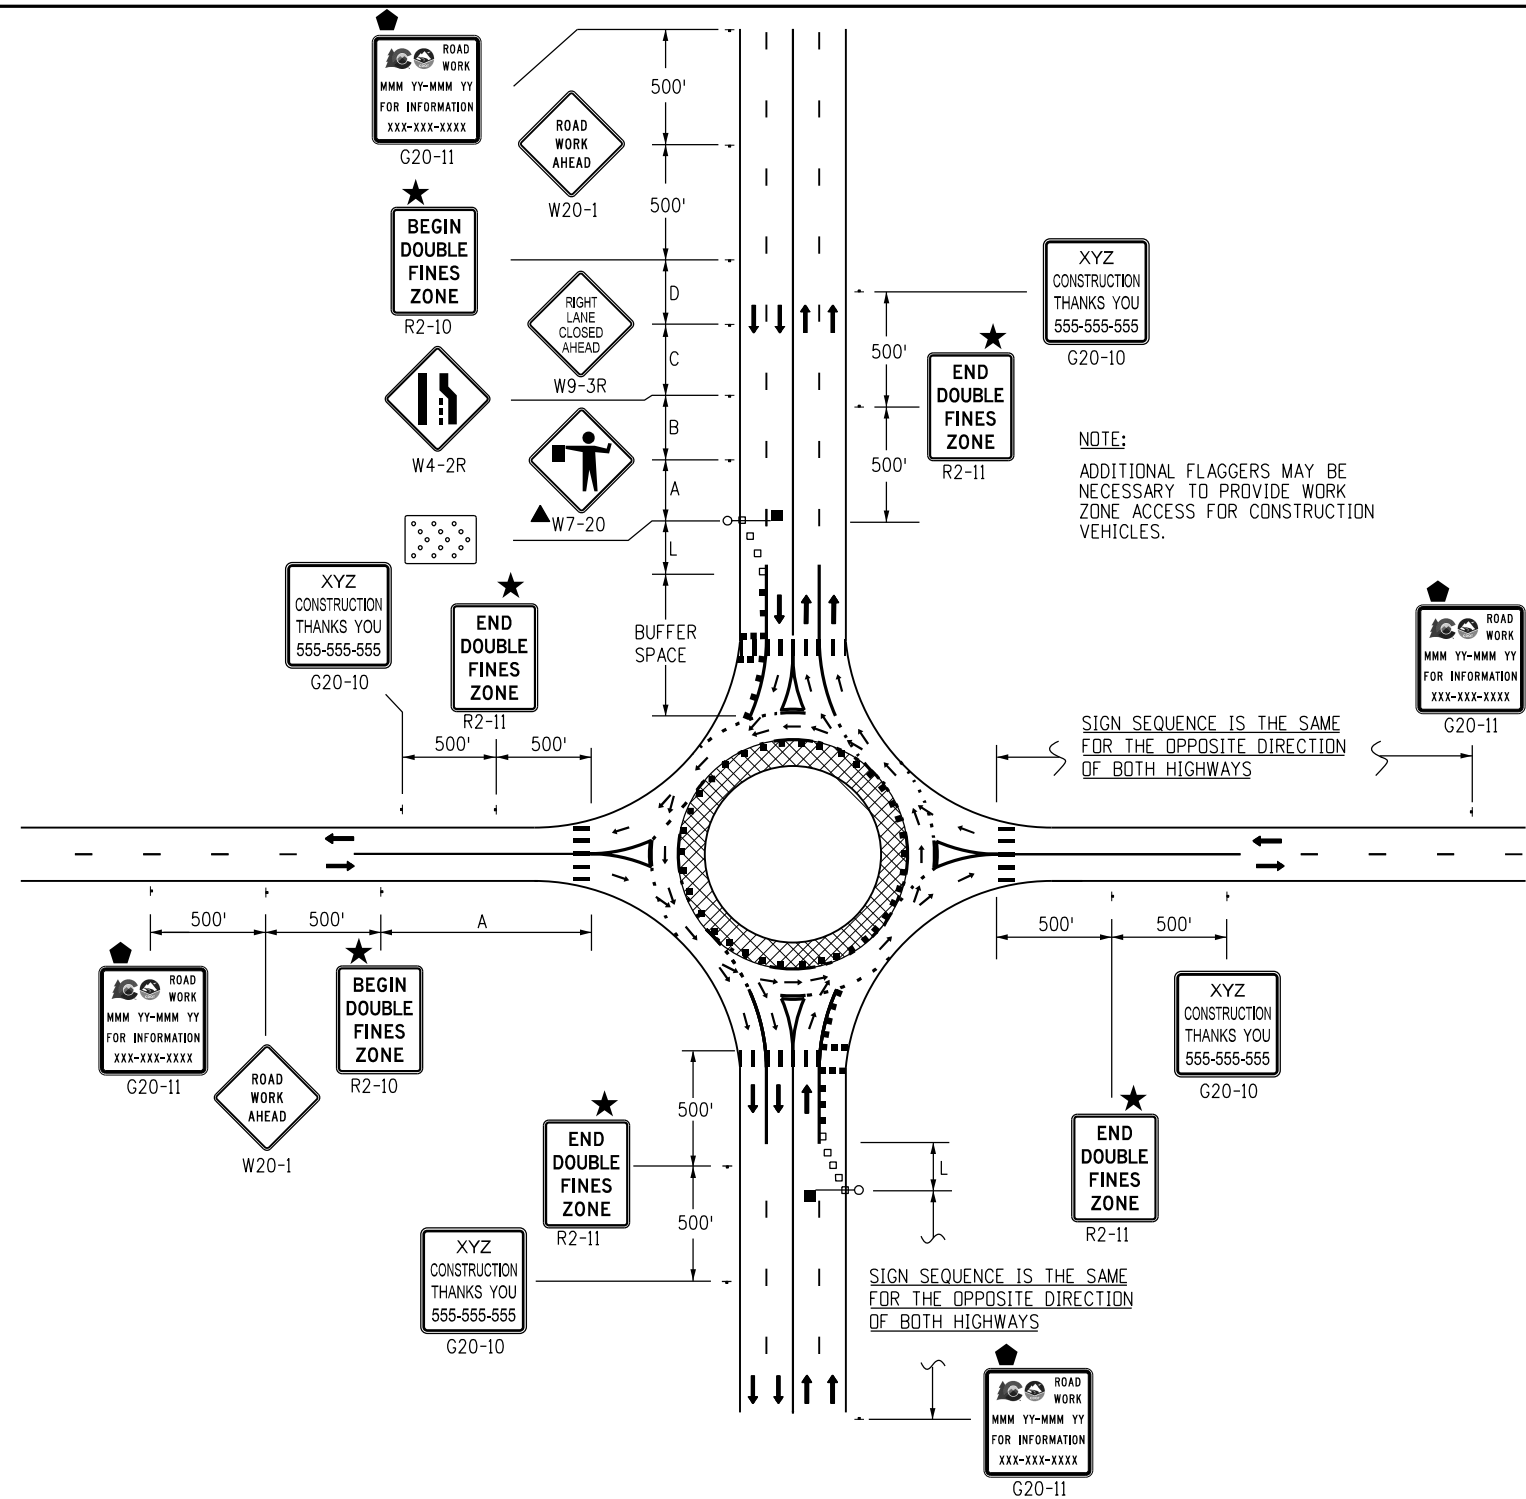 ROAD
WORK
MMM YY-MMM YY
FOR INFORMATION
XXX-XXX-XXXX
G20-11
ROAD
WORK
AHEAD
W20-1
500'
500'
BEGIN
DOUBLE
FINES
ZONE
R2-10
RIGHT
LANE
CLOSED
AHEAD
W9-3R
D
C
B
A
L
W4-2R
W7-20
BUFFER
SPACE
XYZ
CONSTRUCTION
THANKS YOU
555-555-555
G20-10
500'
500'
END
DOUBLE
FINES
ZONE
R2-11
NOTE:
ADDITIONAL FLAGGERS MAY BE
NECESSARY TO PROVIDE WORK
ZONE ACCESS FOR CONSTRUCTION
VEHICLES.
XYZ
CONSTRUCTION
THANKS YOU
555-555-555
G20-10
END
DOUBLE
FINES
ZONE
R2-11
500'
500'
ROAD
WORK
MMM YY-MMM YY
FOR INFORMATION
XXX-XXX-XXXX
G20-11
SIGN SEQUENCE IS THE SAME
FOR THE OPPOSITE DIRECTION
OF BOTH HIGHWAYS
500'
500'
A
ROAD
WORK
MMM YY-MMM YY
FOR INFORMATION
XXX-XXX-XXXX
G20-11
ROAD
WORK
AHEAD
W20-1
BEGIN
DOUBLE
FINES
ZONE
R2-10
500'
500'
XYZ
CONSTRUCTION
THANKS YOU
555-555-555
G20-10
END
DOUBLE
FINES
ZONE
R2-11
500'
500'
END
DOUBLE
FINES
ZONE
R2-11
XYZ
CONSTRUCTION
THANKS YOU
555-555-555
G20-10
L
SIGN SEQUENCE IS THE SAME
FOR THE OPPOSITE DIRECTION
OF BOTH HIGHWAYS
ROAD
WORK
MMM YY-MMM YY
FOR INFORMATION
XXX-XXX-XXXX
G20-11